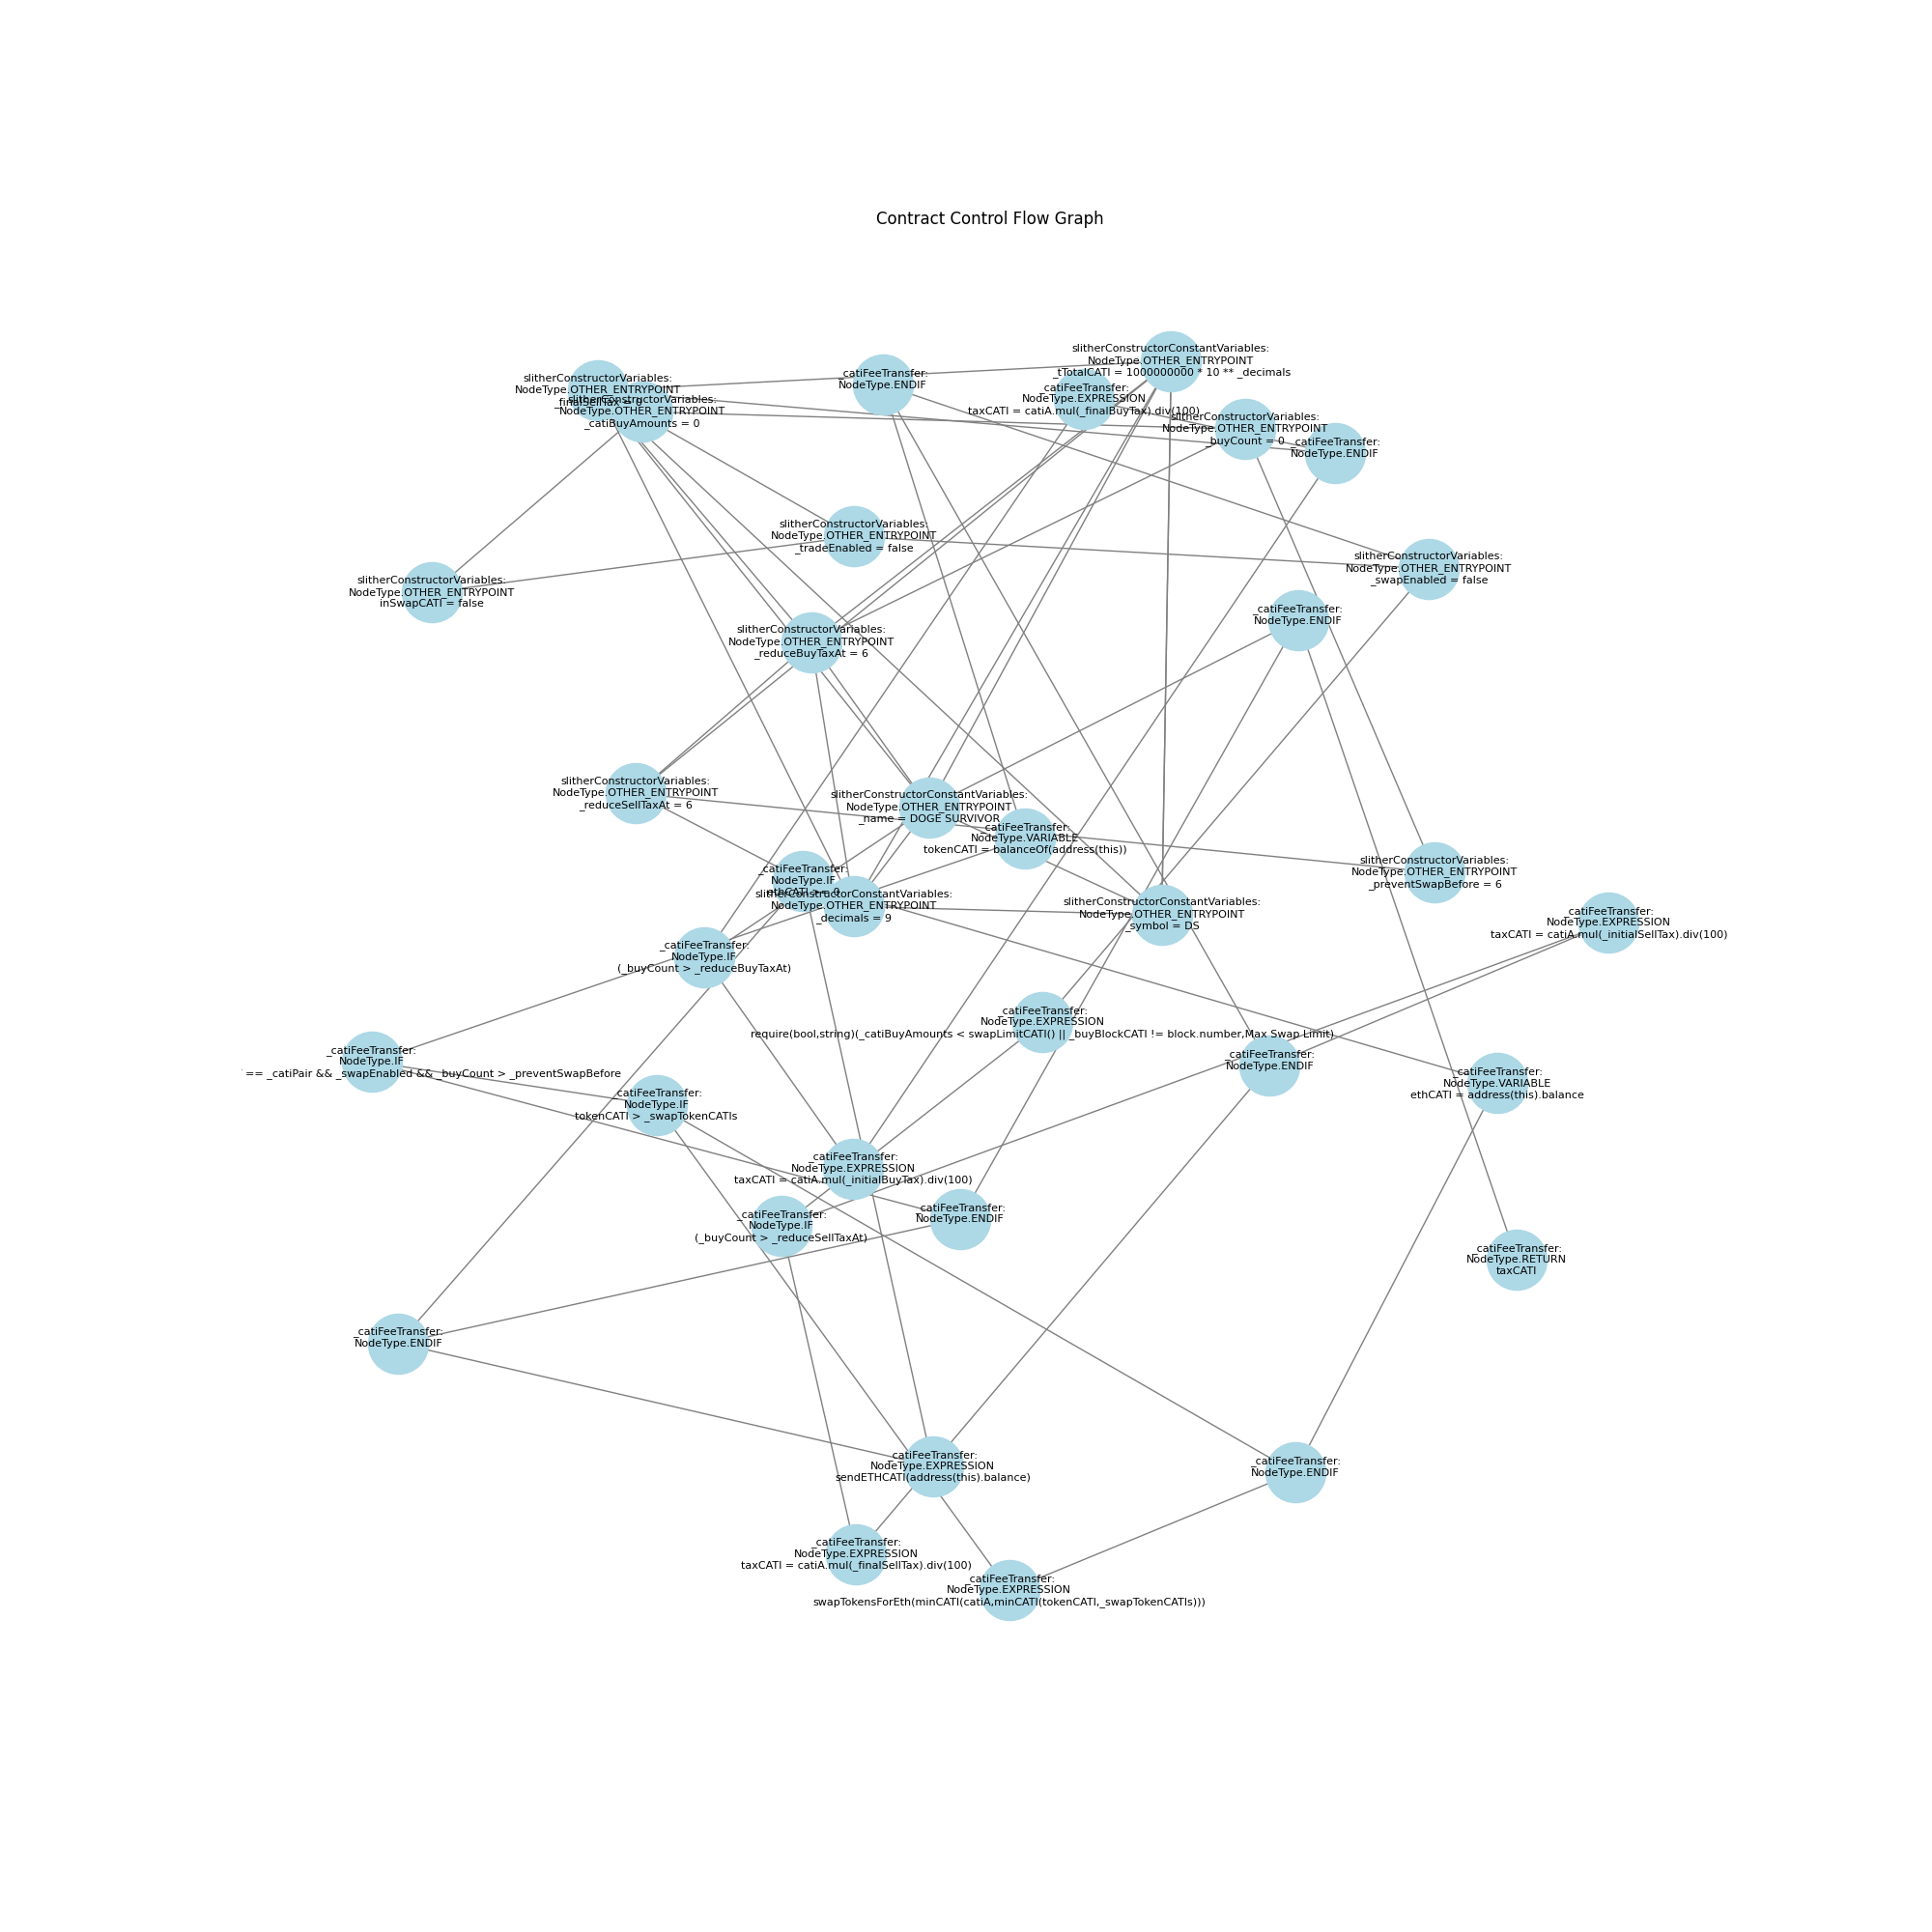 Contract Control Flow Graph
slitherConstructorConstantVariables:
NodeType.OTHER_ENTRYPOINT
_tTotalCATI = 1000000000 * 10 ** _decimals
_catiFeeTransfer:
NodeType.ENDIF
slitherConstructorVariables:
NodeType.OTHER_ENTRYPOINT
_finalSellTax = 0
slitherConstructorVariables:
NodeType.OTHER_ENTRYPOINT
_catiBuyAmounts = 0
_catiFeeTransfer:
NodeType.EXPRESSION
taxCATI = catiA.mul(_finalBuyTax).div(100)
slitherConstructorVariables:
NodeType.OTHER_ENTRYPOINT
_buyCount = 0
_catiFeeTransfer:
NodeType.ENDIF
slitherConstructorVariables:
NodeType.OTHER_ENTRYPOINT
_tradeEnabled = false
slitherConstructorVariables:
NodeType.OTHER_ENTRYPOINT
_swapEnabled = false
slitherConstructorVariables:
NodeType.OTHER_ENTRYPOINT
inSwapCATI = false
_catiFeeTransfer:
NodeType.ENDIF
slitherConstructorVariables:
NodeType.OTHER_ENTRYPOINT
_reduceBuyTaxAt = 6
slitherConstructorVariables:
NodeType.OTHER_ENTRYPOINT
_reduceSellTaxAt = 6
slitherConstructorConstantVariables:
NodeType.OTHER_ENTRYPOINT
_name = DOGE SURVIVOR
_catiFeeTransfer:
NodeType.VARIABLE
tokenCATI = balanceOf(address(this))
slitherConstructorVariables:
NodeType.OTHER_ENTRYPOINT
_preventSwapBefore = 6
_catiFeeTransfer:
NodeType.IF
ethCATI >= 0
slitherConstructorConstantVariables:
NodeType.OTHER_ENTRYPOINT
_decimals = 9
slitherConstructorConstantVariables:
NodeType.OTHER_ENTRYPOINT
_symbol = DS
_catiFeeTransfer:
NodeType.EXPRESSION
taxCATI = catiA.mul(_initialSellTax).div(100)
_catiFeeTransfer:
NodeType.IF
(_buyCount > _reduceBuyTaxAt)
_catiFeeTransfer:
NodeType.EXPRESSION
require(bool,string)(_catiBuyAmounts < swapLimitCATI() || _buyBlockCATI != block.number,Max Swap Limit)
_catiFeeTransfer:
NodeType.IF
== _catiPair && _swapEnabled && _buyCount > _preventSwapBefore
_catiFeeTransfer:
NodeType.ENDIF
_catiFeeTransfer:
NodeType.VARIABLE
ethCATI = address(this).balance
_catiFeeTransfer:
NodeType.IF
tokenCATI > _swapTokenCATIs
_catiFeeTransfer:
NodeType.EXPRESSION
taxCATI = catiA.mul(_initialBuyTax).div(100)
_catiFeeTransfer:
NodeType.IF
(_buyCount > _reduceSellTaxAt)
_catiFeeTransfer:
NodeType.ENDIF
_catiFeeTransfer:
NodeType.RETURN
taxCATI
_catiFeeTransfer:
NodeType.ENDIF
_catiFeeTransfer:
NodeType.EXPRESSION
sendETHCATI(address(this).balance)
_catiFeeTransfer:
NodeType.ENDIF
_catiFeeTransfer:
NodeType.EXPRESSION
taxCATI = catiA.mul(_finalSellTax).div(100)
_catiFeeTransfer:
NodeType.EXPRESSION
swapTokensForEth(minCATI(catiA,minCATI(tokenCATI,_swapTokenCATIs)))